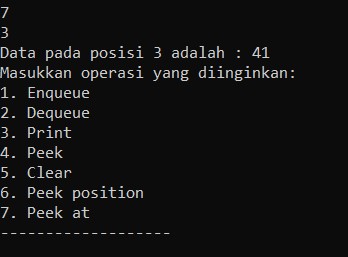 7
3
Data pada posisi 3 adalah : 41
Masukkan operasi yang diinginkan:
1. Enqueue
2. Dequeue
3. Print
4. Peek
5. Clear
6. Peek position
7. Peek at
-------------------